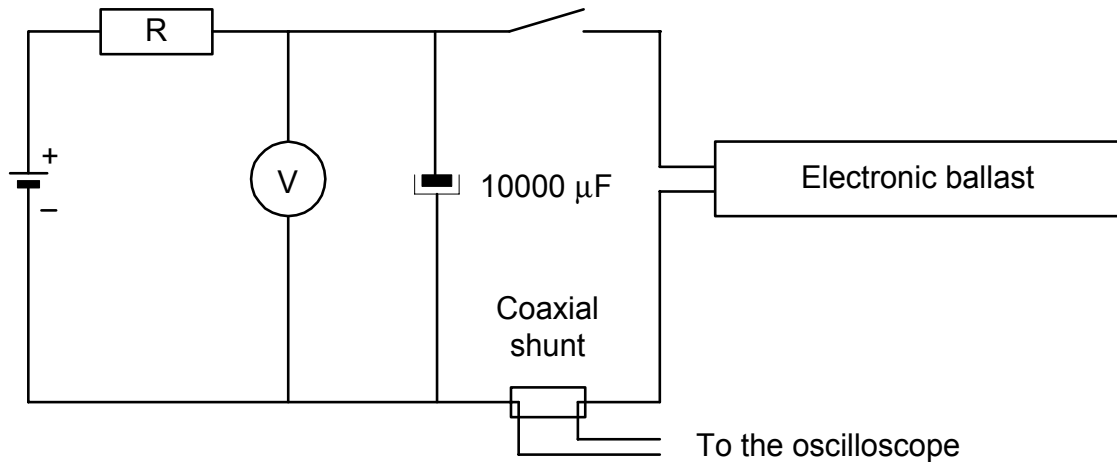 R
+
–
V
10000 μF
Electronic ballast
Coaxial
shunt
To the oscilloscope